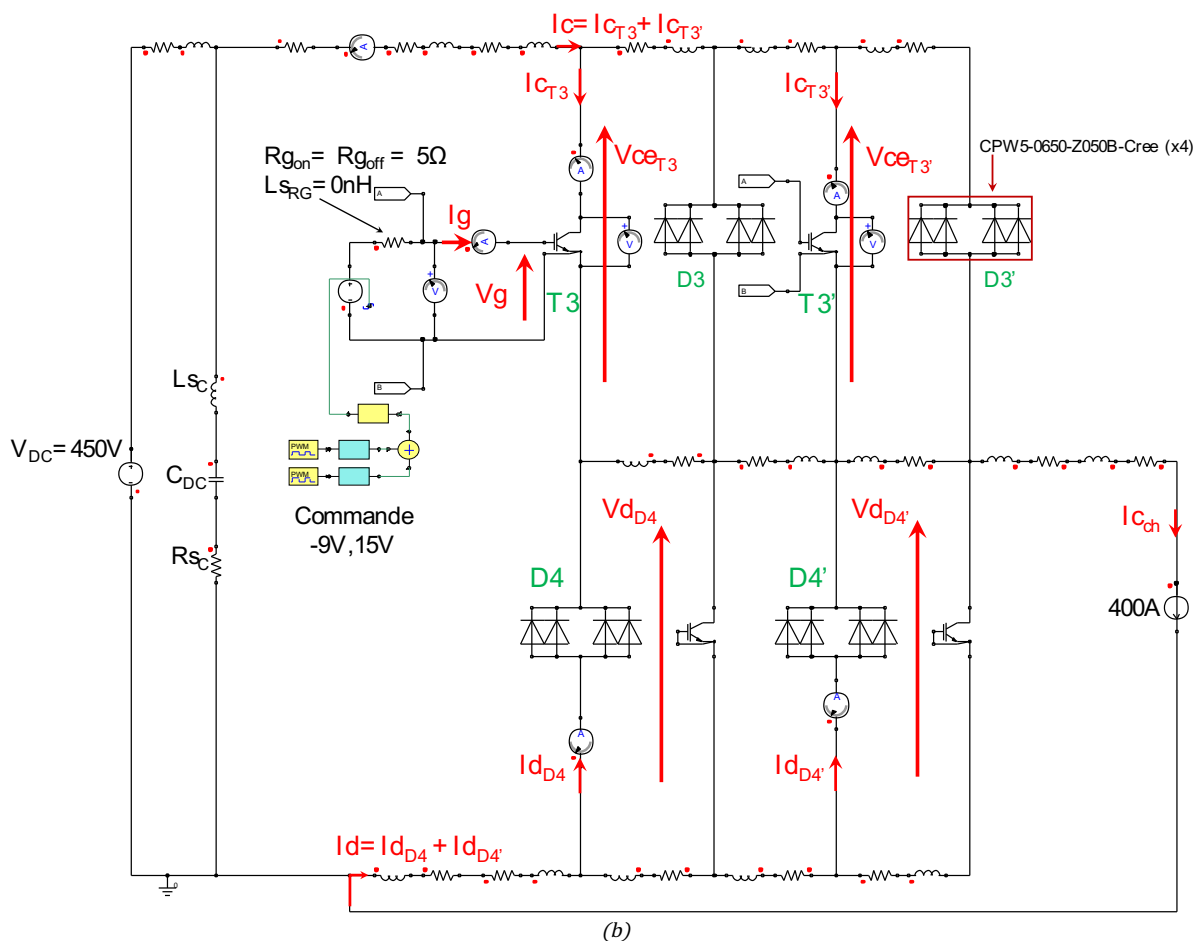 Ic= IcT3 + IcT3'
IcT3
IcT3'
CPW5-0650-Z050B-Cree (x4)
Rgon= Rgoff = 5Ω
LsRG= 0nH
VceT3
VceT3'
A
A
A
A
A
Ig
A
V
V
V
D3
D3'
Vg
T3
T3'
B
B
LsC
VDC= 450V
PWM
PWM
CDC
Commande
-9V,15V
VdD4
VdD4'
Icch
RsC
D4
D4'
400A
A
A
IdD4
IdD4'
Id= IdD4 + IdD4'
(b)